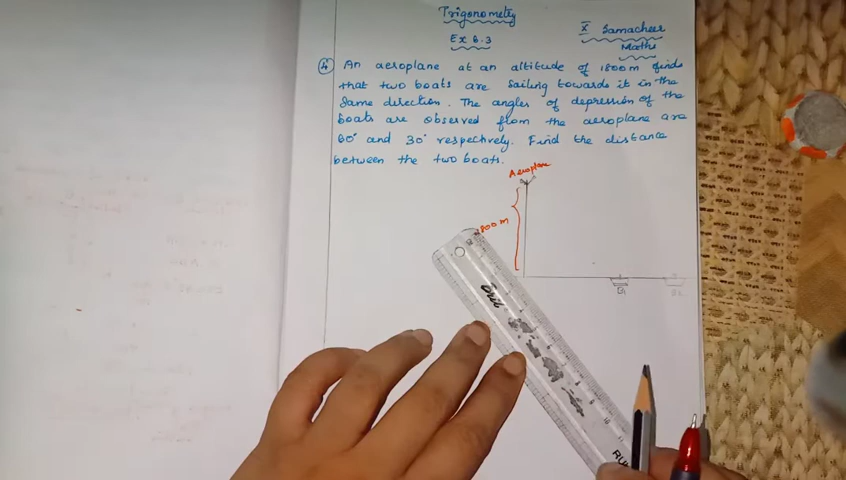 Trigonometry
Ex 6.3
X Samacheer
Maths
4 An aeroplane at an altitude of 1800m finds
that two boats are sailing towards it in the
same direction. The angles of depression of the
boats are observed from the aeroplane are
60° and 30° respectvely. Find the distance
between the two boats.
Aeroplane
1800 m
B1